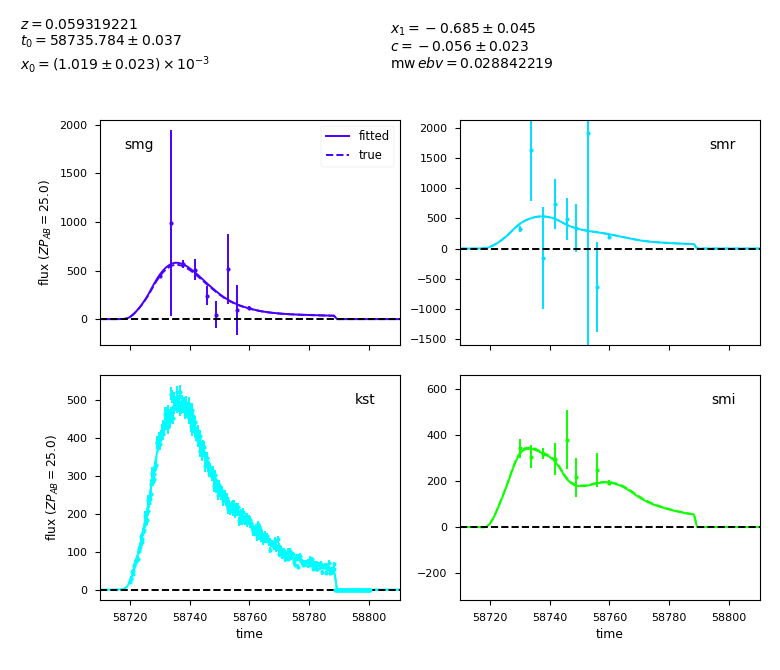 z = 0.059319221
t₀ = 58735.784 ± 0.037
x₀ = (1.019 ± 0.023) × 10⁻³
x₁ = −0.685 ± 0.045
c = −0.056 ± 0.023
mw ebv = 0.028842219
smg
fitted
true
2000
1500
1000
500
0
flux (ZP_AB = 25.0)
smr
2000
1500
1000
500
0
−500
−1000
−1500
kst
500
400
300
200
100
0
flux (ZP_AB = 25.0)
58720 58740 58760 58780 58800
time
smi
600
400
200
0
−200
58720 58740 58760 58780 58800
time